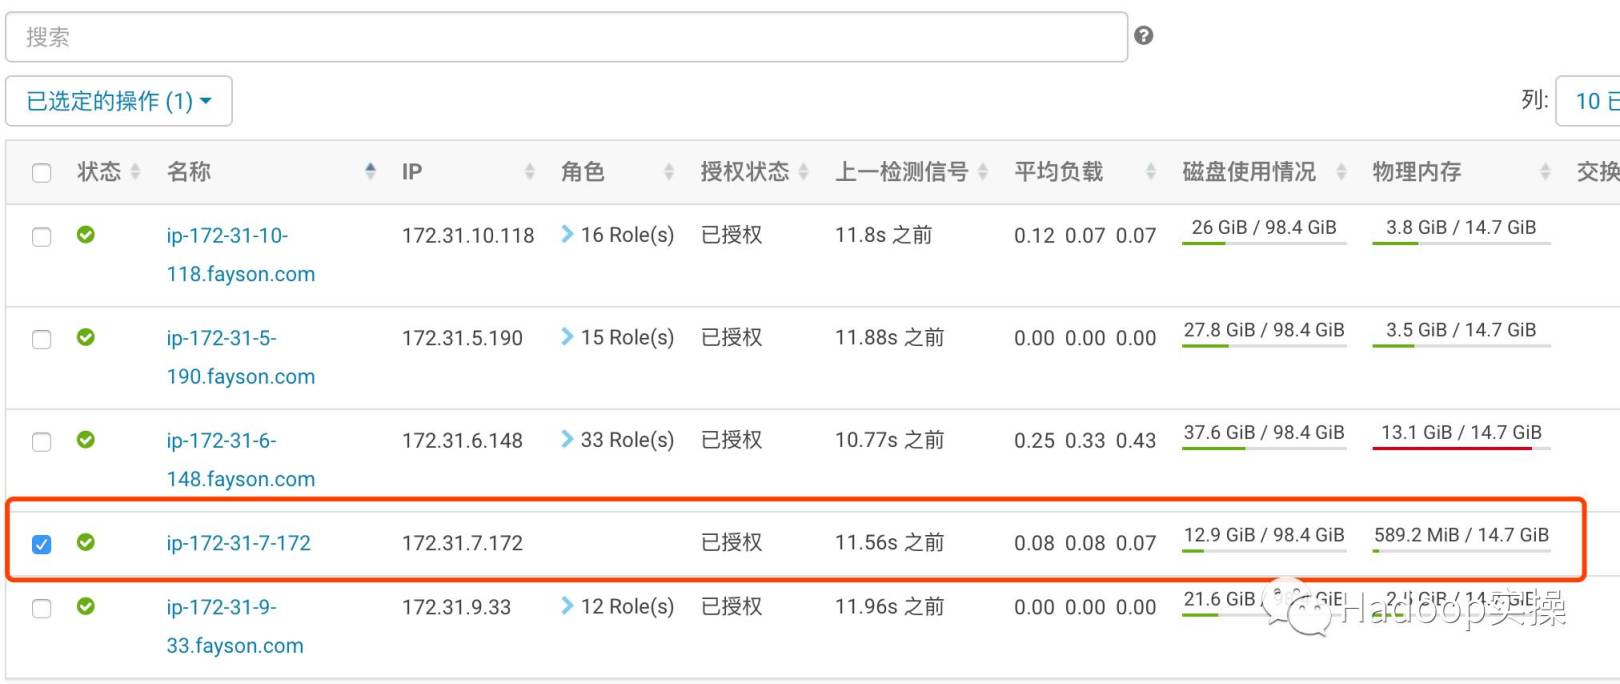 搜索
已选定的操作 (1)
列: 10 已
状态 名称 IP 角色 授权状态 上一检测信号 平均负载 磁盘使用情况 物理内存 交换
ip-172-31-10- 172.31.10.118 16 Role(s) 已授权 11.8s 之前 0.12 0.07 0.07 26 GiB / 98.4 GiB 3.8 GiB / 14.7 GiB
118.fayson.com
ip-172-31-5- 172.31.5.190 15 Role(s) 已授权 11.88s 之前 0.00 0.00 0.00 27.8 GiB / 98.4 GiB 3.5 GiB / 14.7 GiB
190.fayson.com
ip-172-31-6- 172.31.6.148 33 Role(s) 已授权 10.77s 之前 0.25 0.33 0.43 37.6 GiB / 98.4 GiB 13.1 GiB / 14.7 GiB
148.fayson.com
ip-172-31-7-172 172.31.7.172 已授权 11.56s 之前 0.08 0.08 0.07 12.9 GiB / 98.4 GiB 589.2 MiB / 14.7 GiB
ip-172-31-9- 172.31.9.33 12 Role(s) 已授权 11.96s 之前 0.00 0.00 0.00 21.6 GiB / GiB
33.fayson.com
Hadoop实操